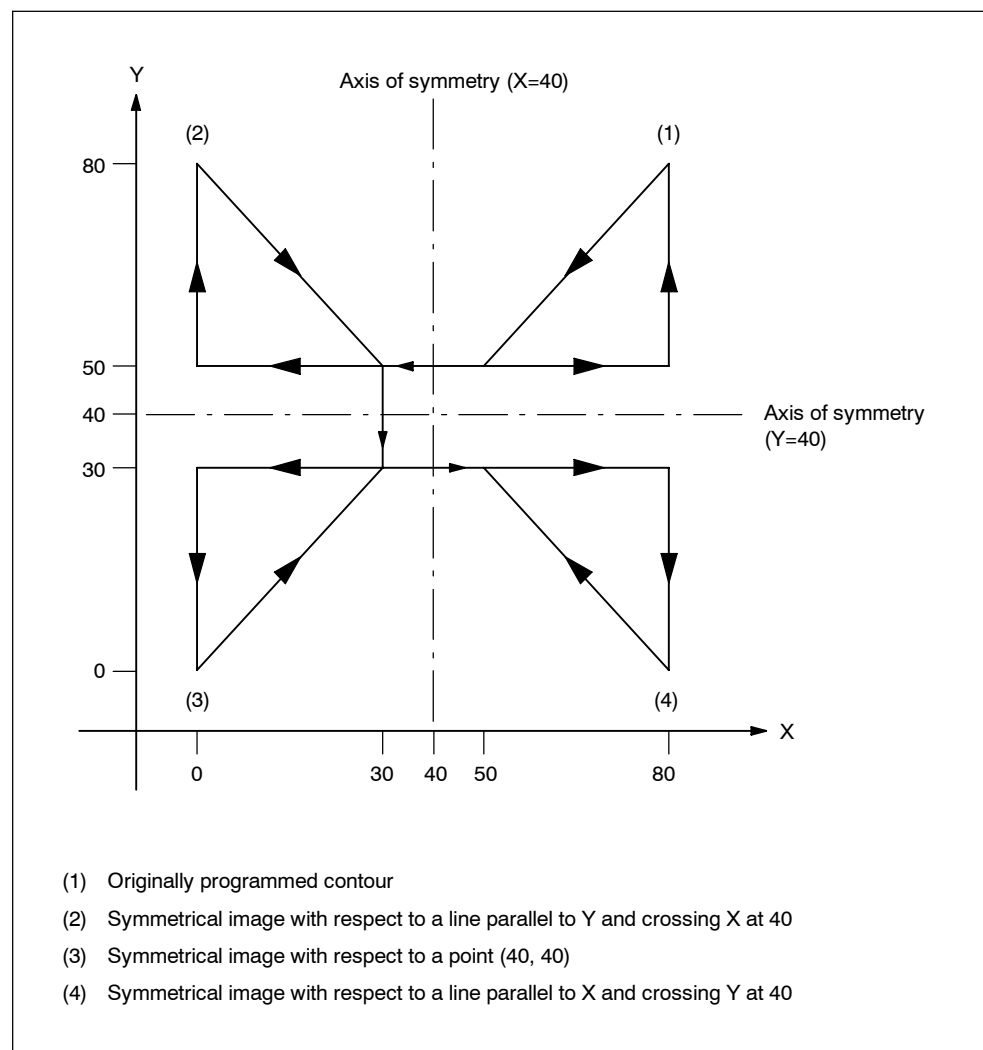 Y
Axis of symmetry (X=40)
(2)
(1)
80
50
40
Axis of symmetry
(Y=40)
30
0
(3)
(4)
X
0
30
40
50
80
(1) Originally programmed contour
(2) Symmetrical image with respect to a line parallel to Y and crossing X at 40
(3) Symmetrical image with respect to a point (40, 40)
(4) Symmetrical image with respect to a line parallel to X and crossing Y at 40